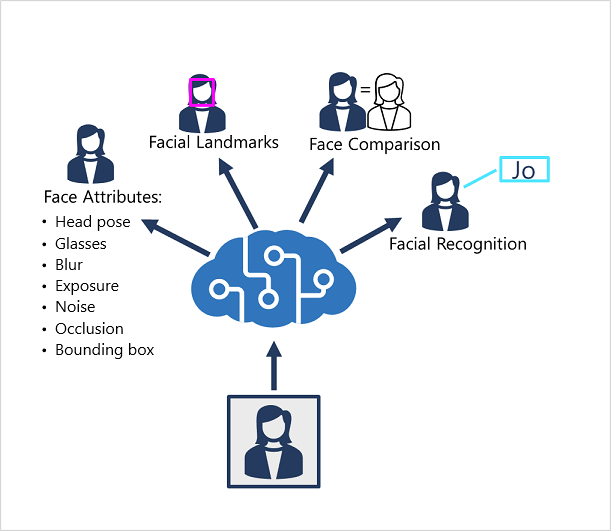 Facial Landmarks
Face Comparison
=
Jo
Face Attributes:
• Head pose
• Glasses
• Blur
• Exposure
• Noise
• Occlusion
• Bounding box
Facial Recognition